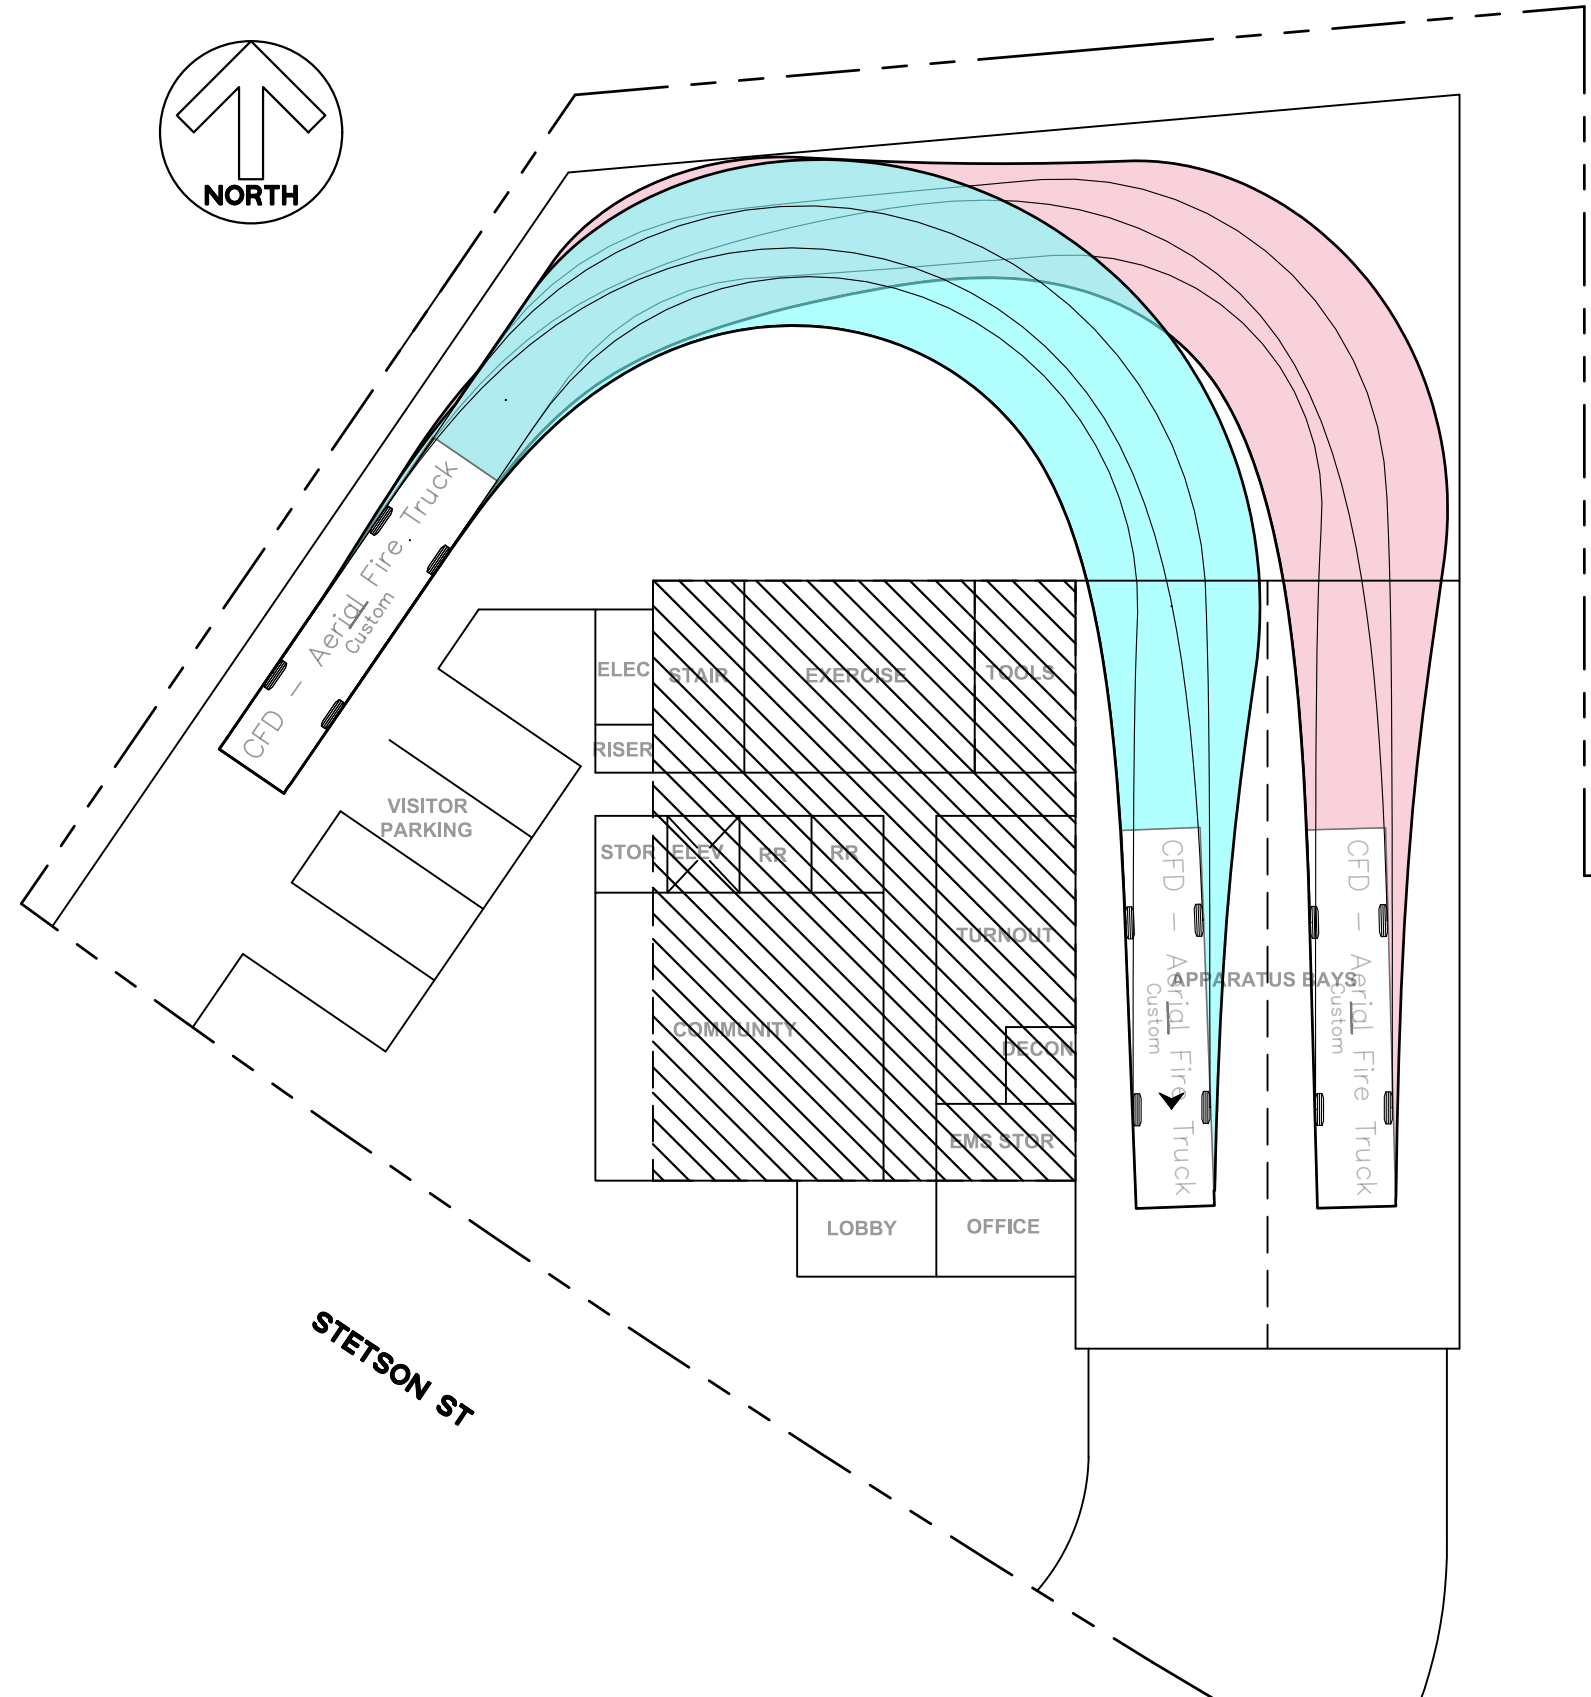 NORTH
CFD - Aerial Fire Truck
Custom
ELEC
STAIR
EXERCISE
TOOLS
RISER
VISITOR
PARKING
STOR
ELEV
RR
RR
TURNOUT
COMMUNITY
DECON
EMS STOR
LOBBY
OFFICE
APPARATUS BAYS
CFD - Aerial Fire Truck
Custom
CFD - Aerial Fire Truck
Custom
STETSON ST